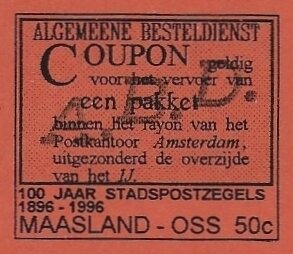 ALGEMEENE BESTELDIENST
COUPON geldig
voor het vervoer van
een pakket
binnen het rayon van het
Postkantoor Amsterdam,
uitgezonderd de overzijde
van het IJ.
A.B.D.
100 JAAR STADSPOSTZEGELS
1896 - 1996
MAASLAND - OSS 50c